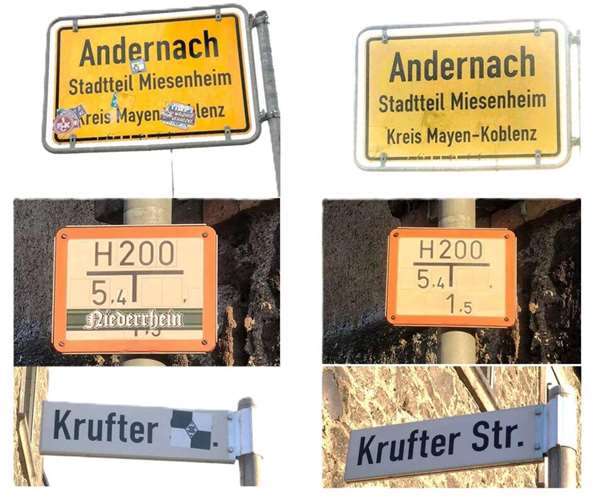 Andernach
Stadtteil Miesenheim
Kreis Mayen-Koblenz
Andernach
Stadtteil Miesenheim
Kreis Mayen-Koblenz
H200
5.4
Niederrhein
H200
5.4
1.5
Krufter
Krufter Str.